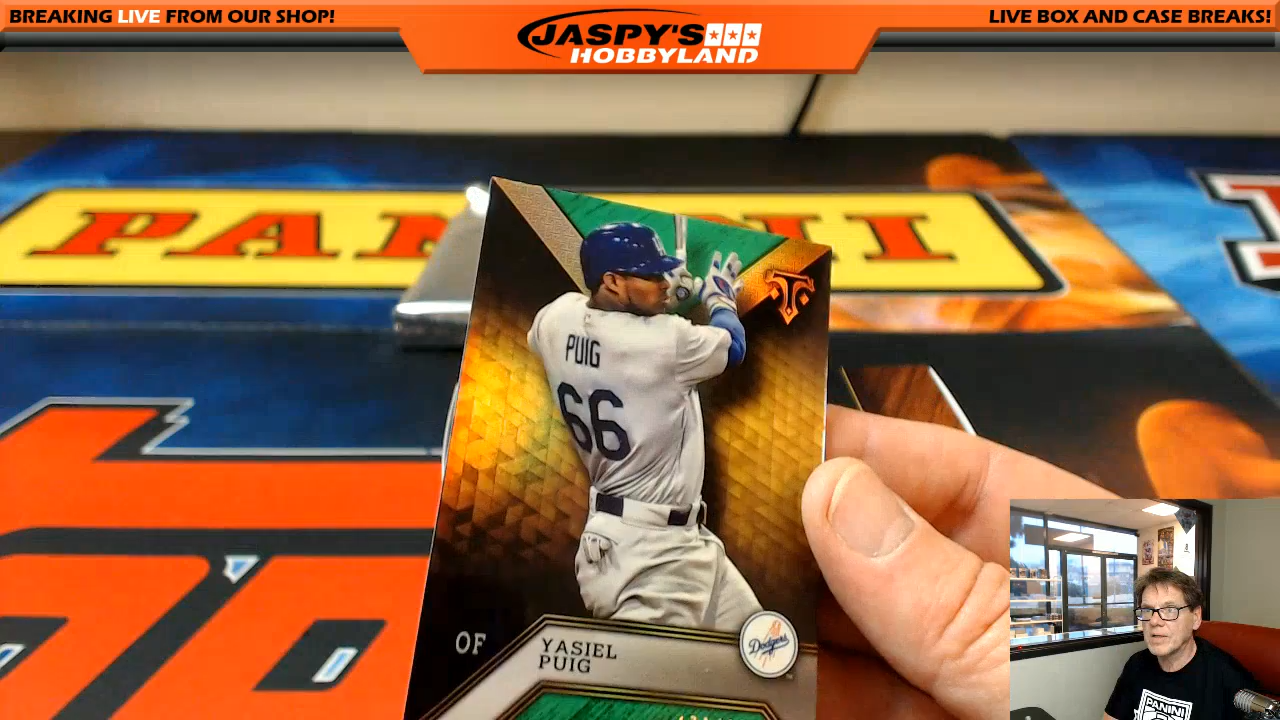 BREAKING LIVE FROM OUR SHOP!
JASPY'S
HOBBYLAND
LIVE BOX AND CASE BREAKS!
PUIG
66
OF
YASIEL
PUIG
Dodgers
PANINI